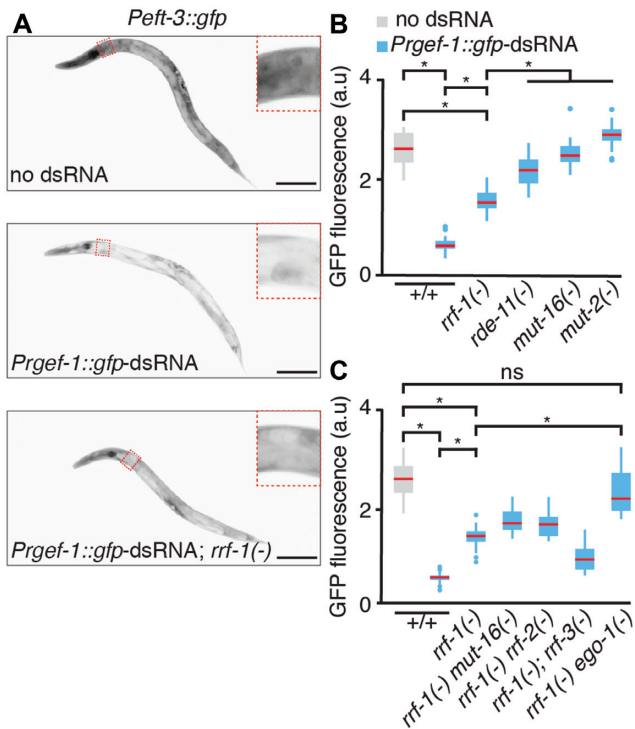 A
Peft-3::gfp
no dsRNA
Prgef-1::gfp-dsRNA
Prgef-1::gfp-dsRNA; rrf-1(-)
B
no dsRNA
Prgef-1::gfp-dsRNA
GFP fluorescence (a.u)
4
2
0
* * * *
+/+
rrf-1(-)
rde-11(-)
mut-16(-)
mut-2(-)
C
ns
GFP fluorescence (a.u)
4
2
0
* * * *
+/+
rrf-1(-)
rrf-1(-) mut-16(-)
rrf-1(-) rrf-2(-)
rrf-1(-); rrf-3(-)
rrf-1(-) ego-1(-)